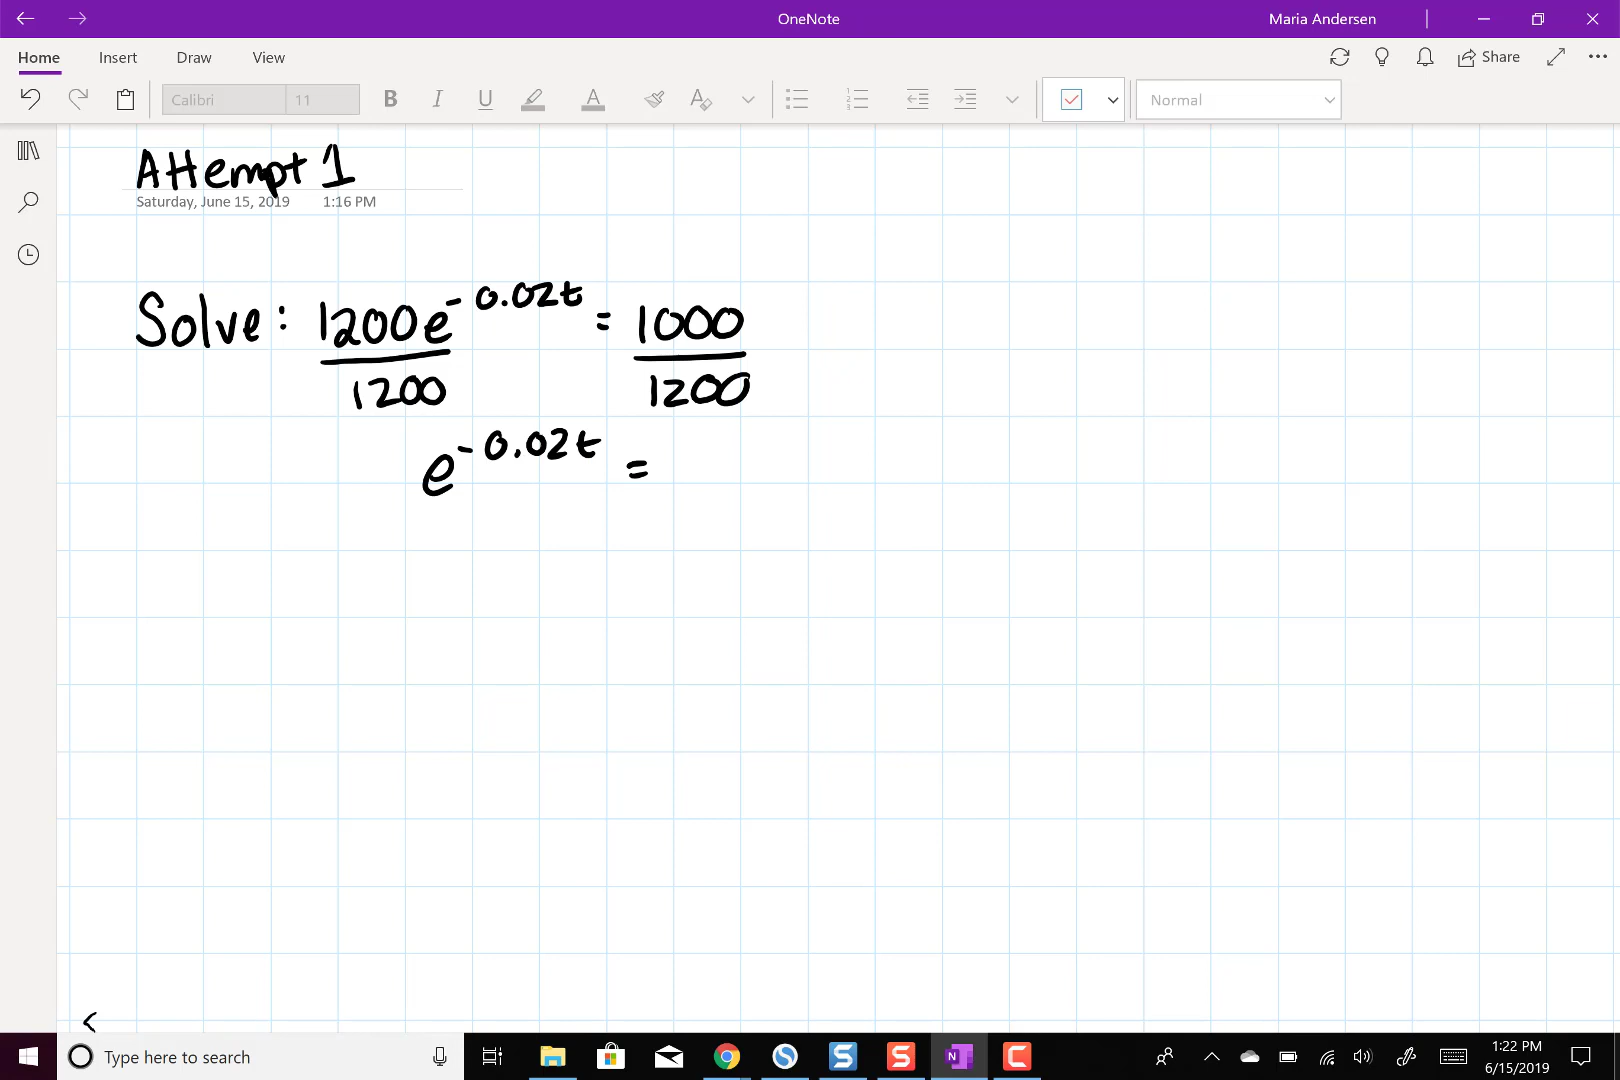 OneNote
Maria Andersen
Home Insert Draw View
Share
Calibri 11 B I U A A Normal
Attempt 1
Saturday, June 15, 2019 1:16 PM
Solve: 1200e^-0.02t = 1000
1200 1200
e^-0.02t =
<
Type here to search
1:22 PM
6/15/2019